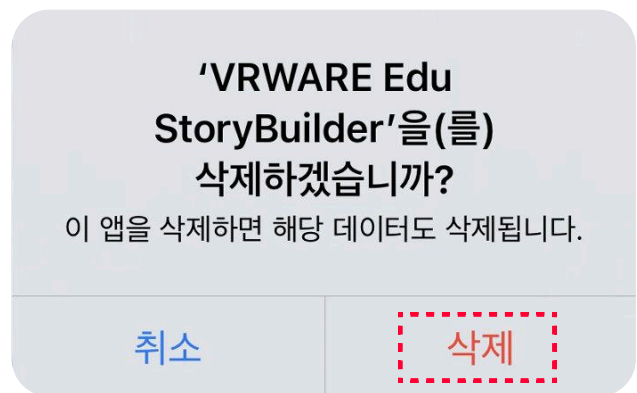 ‘VRWARE Edu
StoryBuilder’을(를)
삭제하겠습니까?
이 앱을 삭제하면 해당 데이터도 삭제됩니다.
취소
삭제